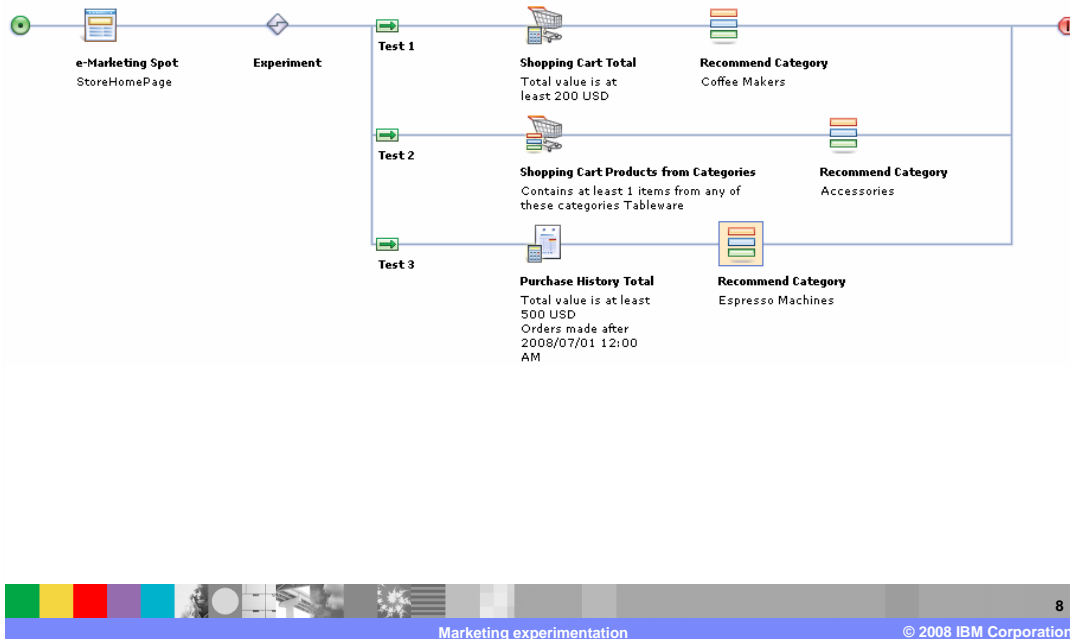 Test 1
e-Marketing Spot
StoreHomePage
Experiment
Shopping Cart Total
Total value is at
least 200 USD
Recommend Category
Coffee Makers
Test 2
Shopping Cart Products from Categories
Contains at least 1 items from any of
these categories Tableware
Recommend Category
Accessories
Test 3
Purchase History Total
Total value is at least
500 USD
Orders made after
2008/07/01 12:00
AM
Recommend Category
Espresso Machines
8
Marketing experimentation
© 2008 IBM Corporation